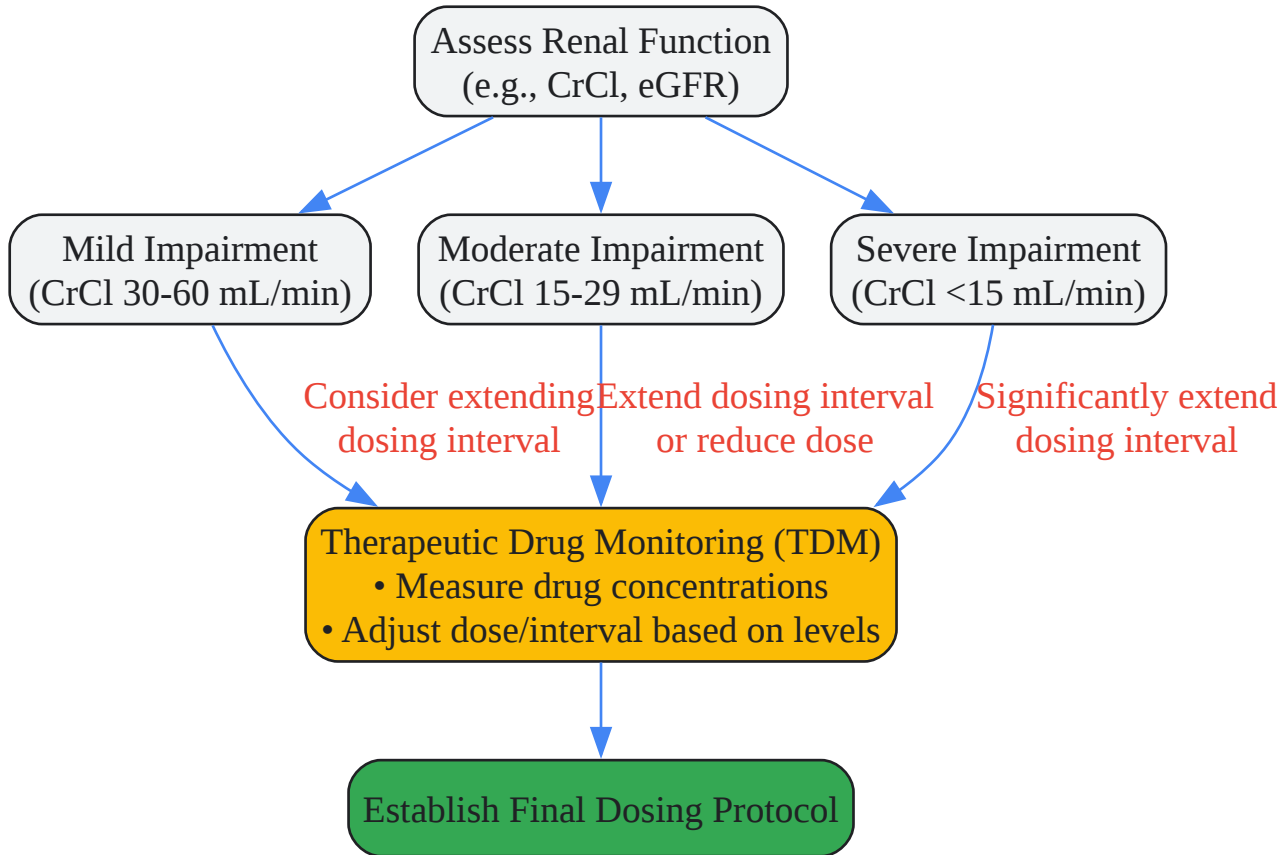 Assess Renal Function
(e.g., CrCl, eGFR)
Mild Impairment
(CrCl 30-60 mL/min)
Moderate Impairment
(CrCl 15-29 mL/min)
Severe Impairment
(CrCl <15 mL/min)
Consider extending
dosing interval
Extend dosing interval
or reduce dose
Significantly extend
dosing interval
Therapeutic Drug Monitoring (TDM)
• Measure drug concentrations
• Adjust dose/interval based on levels
Establish Final Dosing Protocol